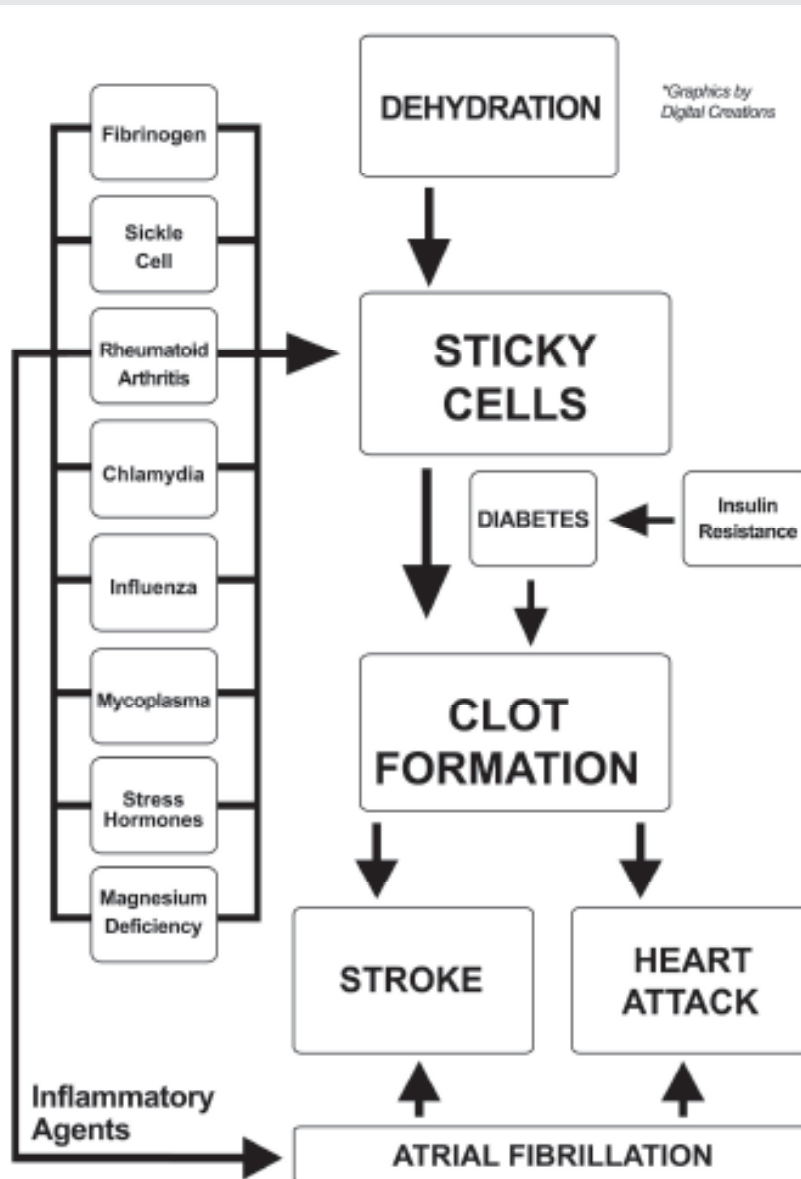 DEHYDRATION
*Graphics by
Digital Creations
Fibrinogen
Sickle
Cell
Rheumatoid
Arthritis
Chlamydia
Influenza
Mycoplasma
Stress
Hormones
Magnesium
Deficiency
STICKY
CELLS
DIABETES
Insulin
Resistance
CLOT
FORMATION
STROKE
HEART
ATTACK
Inflammatory
Agents
ATRIAL FIBRILLATION